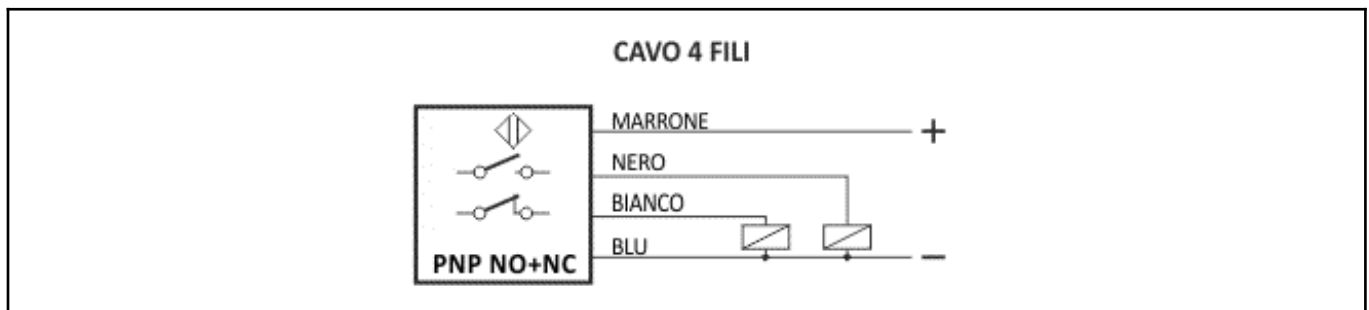 CAVO 4 FILI
MARRONE
+
NERO
BIANCO
BLU
−
PNP NO+NC